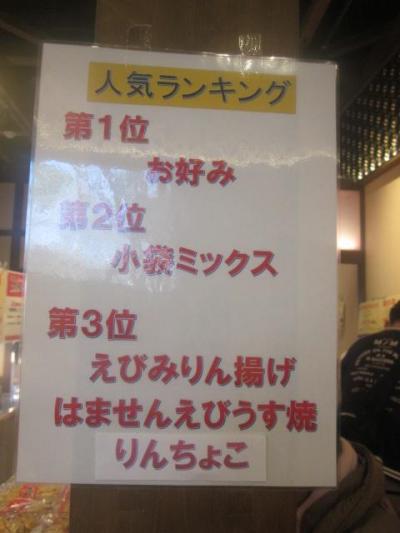 人気ランキング
第1位
お好み
第2位
小袋ミックス
第3位
えびみりん揚げ
はませんえびうす焼
りんちょこ